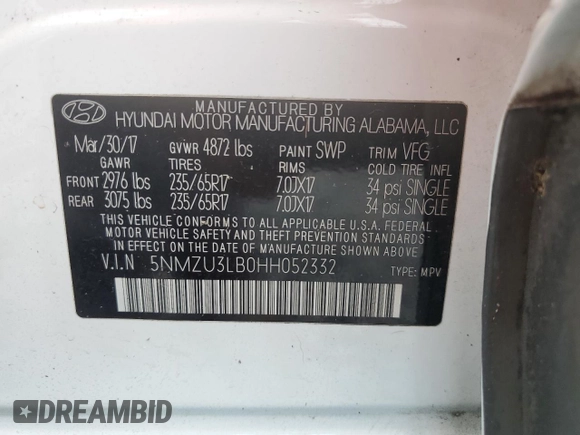 MANUFACTURED BY
HYUNDAI MOTOR MANUFACTURING ALABAMA, LLC
Mar/30/17 GVWR 4872 lbs PAINT SWP TRIM VFG
GAWR TIRES RIMS COLD TIRE INFL
FRONT 2976 lbs 235/65R17 7.0JX17 34 psi SINGLE
REAR 3075 lbs 235/65R17 7.0JX17 34 psi SINGLE
THIS VEHICLE CONFORMS TO ALL APPLICABLE U.S.A. FEDERAL
MOTOR VEHICLE SAFETY AND THEFT PREVENTION STANDARDS
IN EFFECT ON THE DATE OF MANUFACTURE SHOWN ABOVE.
V.I.N 5NMZU3LB0HH052332 TYPE: MPV
DREAMBID